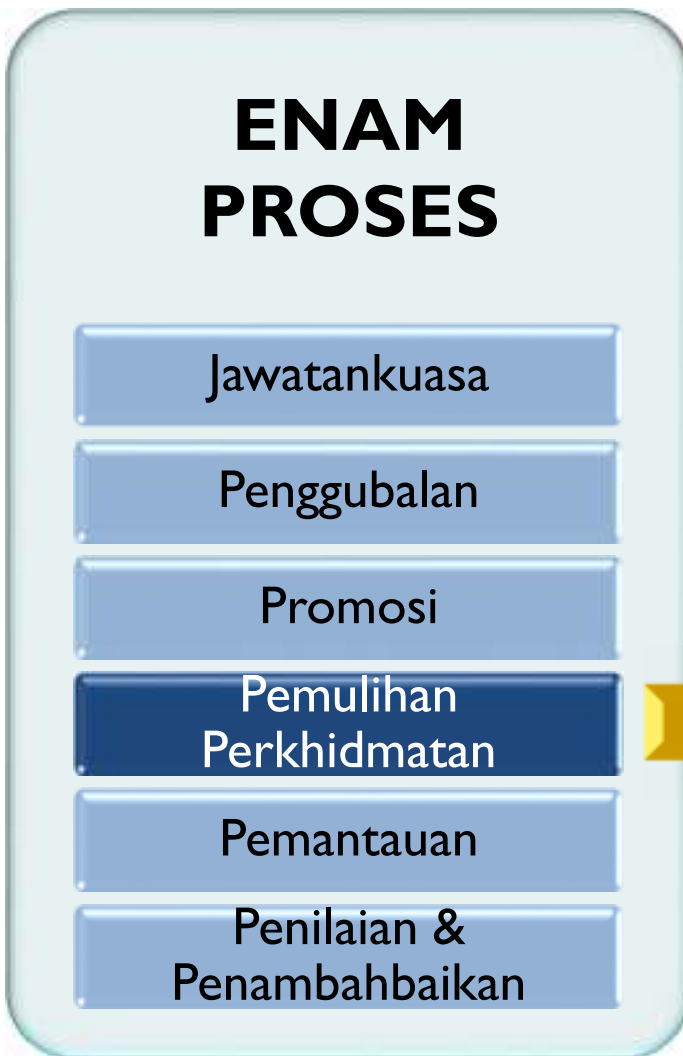 ENAM
PROSES
Jawatankuasa
Penggubalan
Promosi
Pemulihan
Perkhidmatan
Pemantauan
Penilaian &
Penambahbaikan